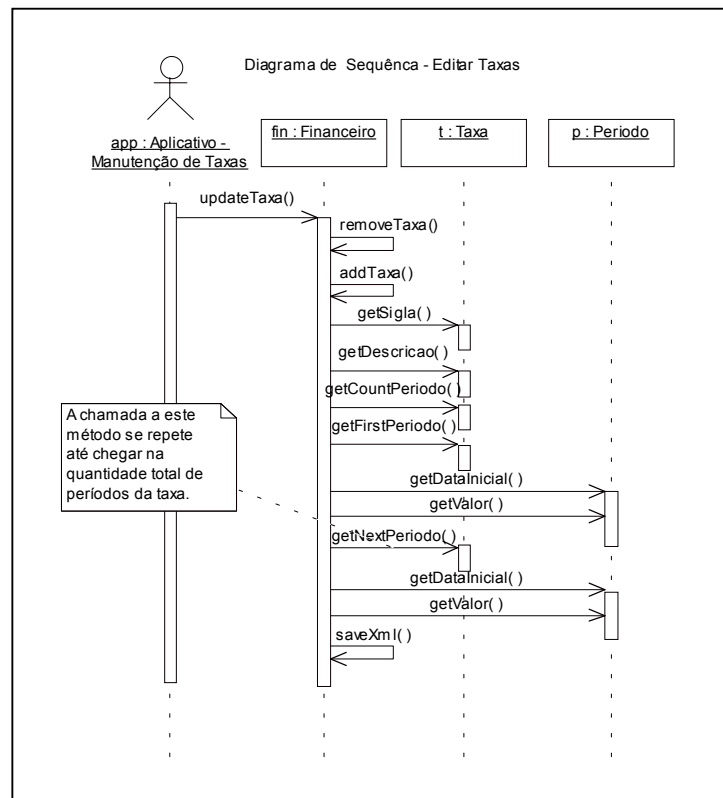 Diagrama de Sequênca - Editar Taxas
app : Aplicativo -
Manutenção de Taxas
fin : Financeiro
t : Taxa
p : Periodo
updateTaxa()
removeTaxa()
addTaxa()
getSigla( )
getDescricao( )
getCountPeriodo( )
getFirstPeriodo( )
A chamada a este
método se repete
até chegar na
quantidade total de
períodos da taxa.
getDataInicial( )
getValor( )
getNextPeriodo( )
getDataInicial( )
getValor( )
saveXml( )